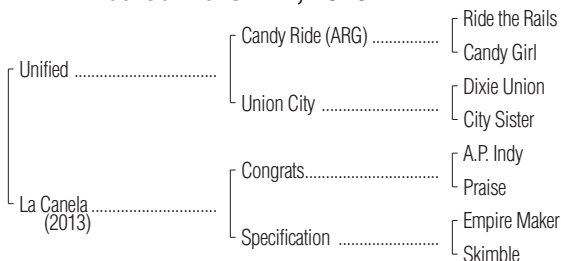 Ride the Rails
Candy Ride (ARG) ..................
Candy Girl
Unified ......................................
Dixie Union
Union City ...............................
City Sister
A.P. Indy
Congrats...................................
Praise
La Canela .................................
(2013)
Empire Maker
Specification ..........................
Skimble